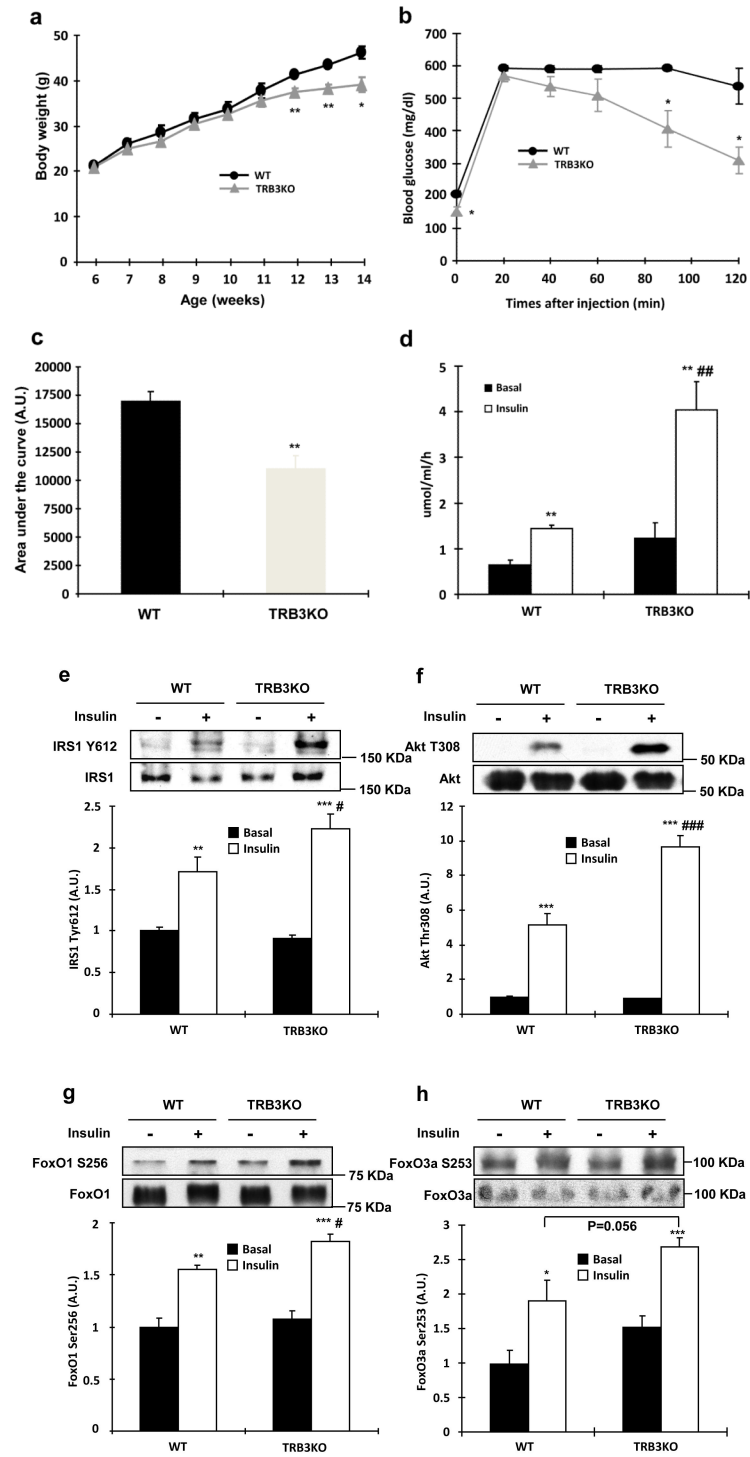 a
Body weight (g)
50
40
30
20
10
0
WT
TRB3KO
**
**
*
6 7 8 9 10 11 12 13 14
Age (weeks)
b
Blood glucose (mg/dl)
700
600
500
400
300
200
100
0
WT
TRB3KO
*
*
*
0 20 40 60 80 100 120
Times after injection (min)
c
Area under the curve (A.U.)
20000
17500
15000
12500
10000
7500
5000
2500
0
**
WT TRB3KO
d
umol/ml/h
5
4
3
2
1
0
Basal
Insulin
**
** ##
WT TRB3KO
e
WT TRB3KO
Insulin - + - +
IRS1 Y612
150 KDa
IRS1
150 KDa
IRS1 Tyr612 (A.U.)
2.5
2
1.5
1
0.5
0
Basal
Insulin
**
*** #
WT TRB3KO
f
WT TRB3KO
Insulin - + - +
Akt T308
50 KDa
Akt
50 KDa
Akt Thr308 (A.U.)
12
10
8
6
4
2
0
Basal
Insulin
***
*** ###
WT TRB3KO
g
WT TRB3KO
Insulin - + - +
FoxO1 S256
75 KDa
FoxO1
75 KDa
FoxO1 Ser256 (A.U.)
2
1.5
1
0.5
0
Basal
Insulin
**
*** #
WT TRB3KO
h
WT TRB3KO
Insulin - + - +
FoxO3a S253
100 KDa
FoxO3a
100 KDa
FoxO3a Ser253 (A.U.)
3
2.5
2
1.5
1
0.5
0
P=0.056
Basal
Insulin
*
***
WT TRB3KO